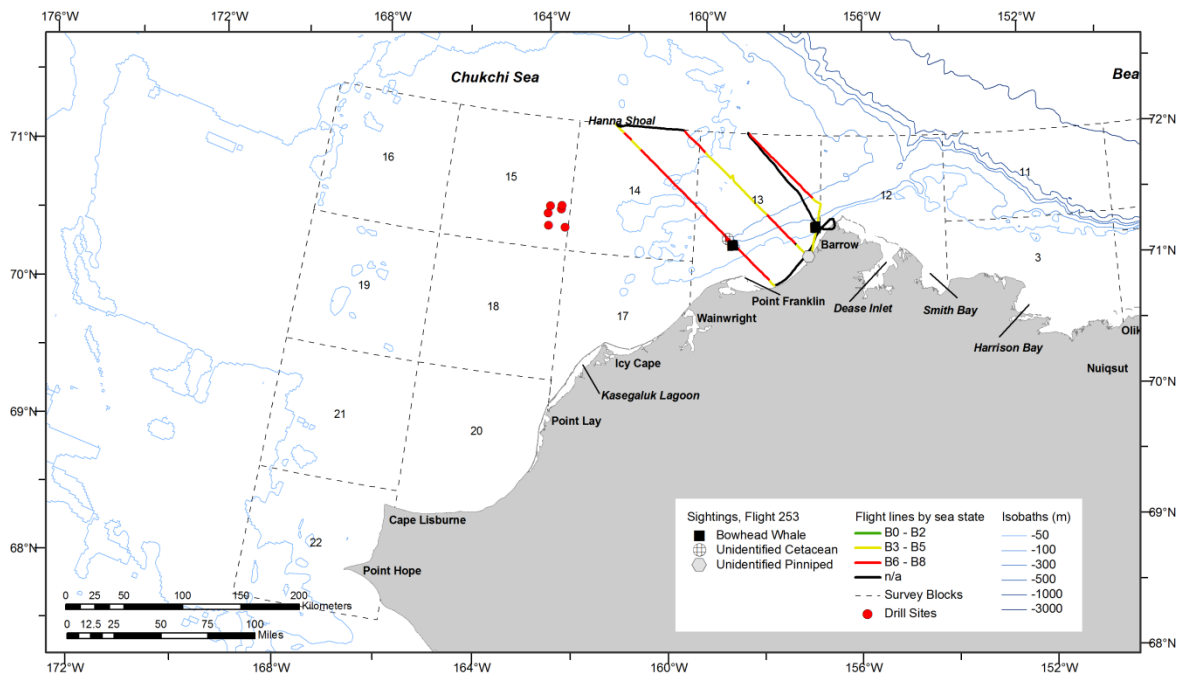 176°W 172°W 168°W 164°W 160°W 156°W 152°W
Chukchi Sea
Bea
72°N
71°N
Hanna Shoal
16
15
14
13
12
11
Barrow
3
71°N
70°N
19
18
17
Point Franklin
Wainwright
Dease Inlet
Smith Bay
Harrison Bay
Olik
Nuiqsut
Icy Cape
Kasegaluk Lagoon
70°N
69°N
21
20
Point Lay
Cape Lisburne
69°N
68°N
22
Point Hope
68°N
0 25 50 100 150 200
Kilometers
0 12.5 25 50 75 100
Miles
Sightings, Flight 253
Bowhead Whale
Unidentified Cetacean
Unidentified Pinniped
Flight lines by sea state
B0 - B2
B3 - B5
B6 - B8
n/a
Survey Blocks
Drill Sites
Isobaths (m)
-50
-100
-300
-500
-1000
-3000
172°W 168°W 164°W 160°W 156°W 152°W